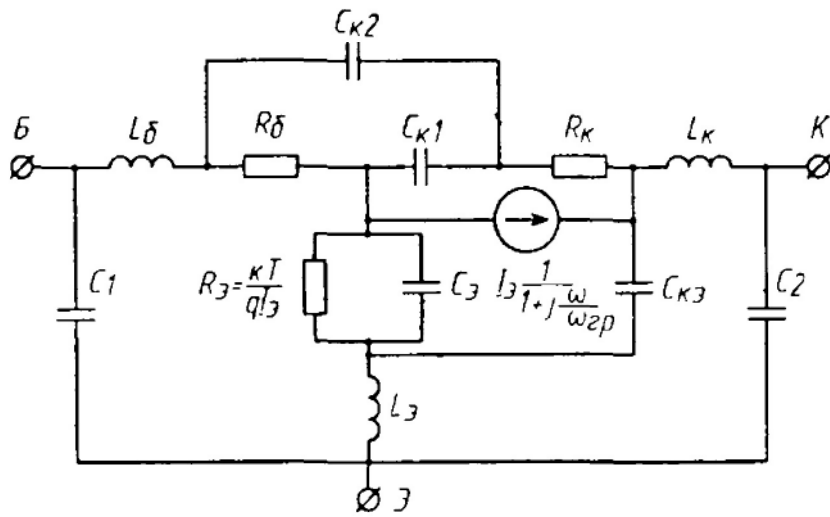 Cк2
Б
Lб
Rб
Cк1
Rк
Lк
К
C1
Rэ=кT/qIэ
Cэ
Iэ 1/1+j ω/ωгр
Cкэ
C2
Lэ
Э